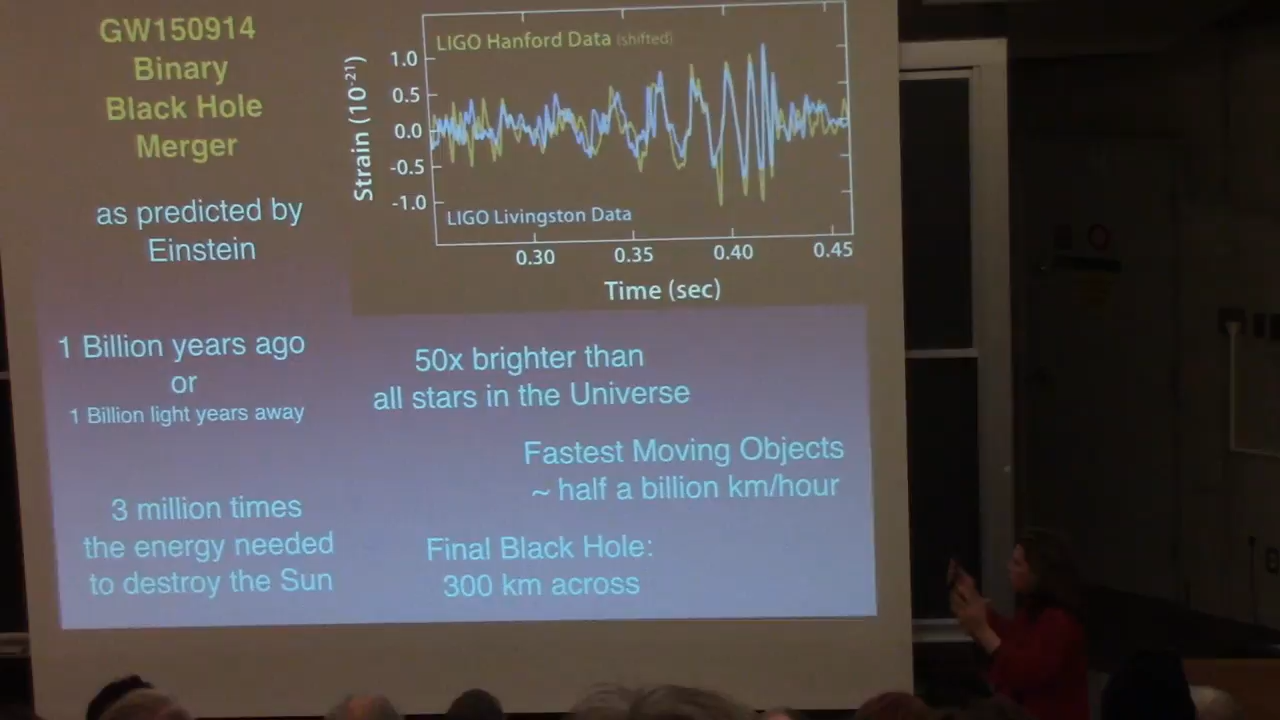 GW150914
Binary
Black Hole
Merger
as predicted by
Einstein
1 Billion years ago
or
1 Billion light years away
3 million times
the energy needed
to destroy the Sun
LIGO Hanford Data (shifted)
Strain (10⁻²¹)
1.0
0.5
0.0
-0.5
-1.0
LIGO Livingston Data
0.30 0.35 0.40 0.45
Time (sec)
50x brighter than
all stars in the Universe
Fastest Moving Objects
~ half a billion km/hour
Final Black Hole:
300 km across